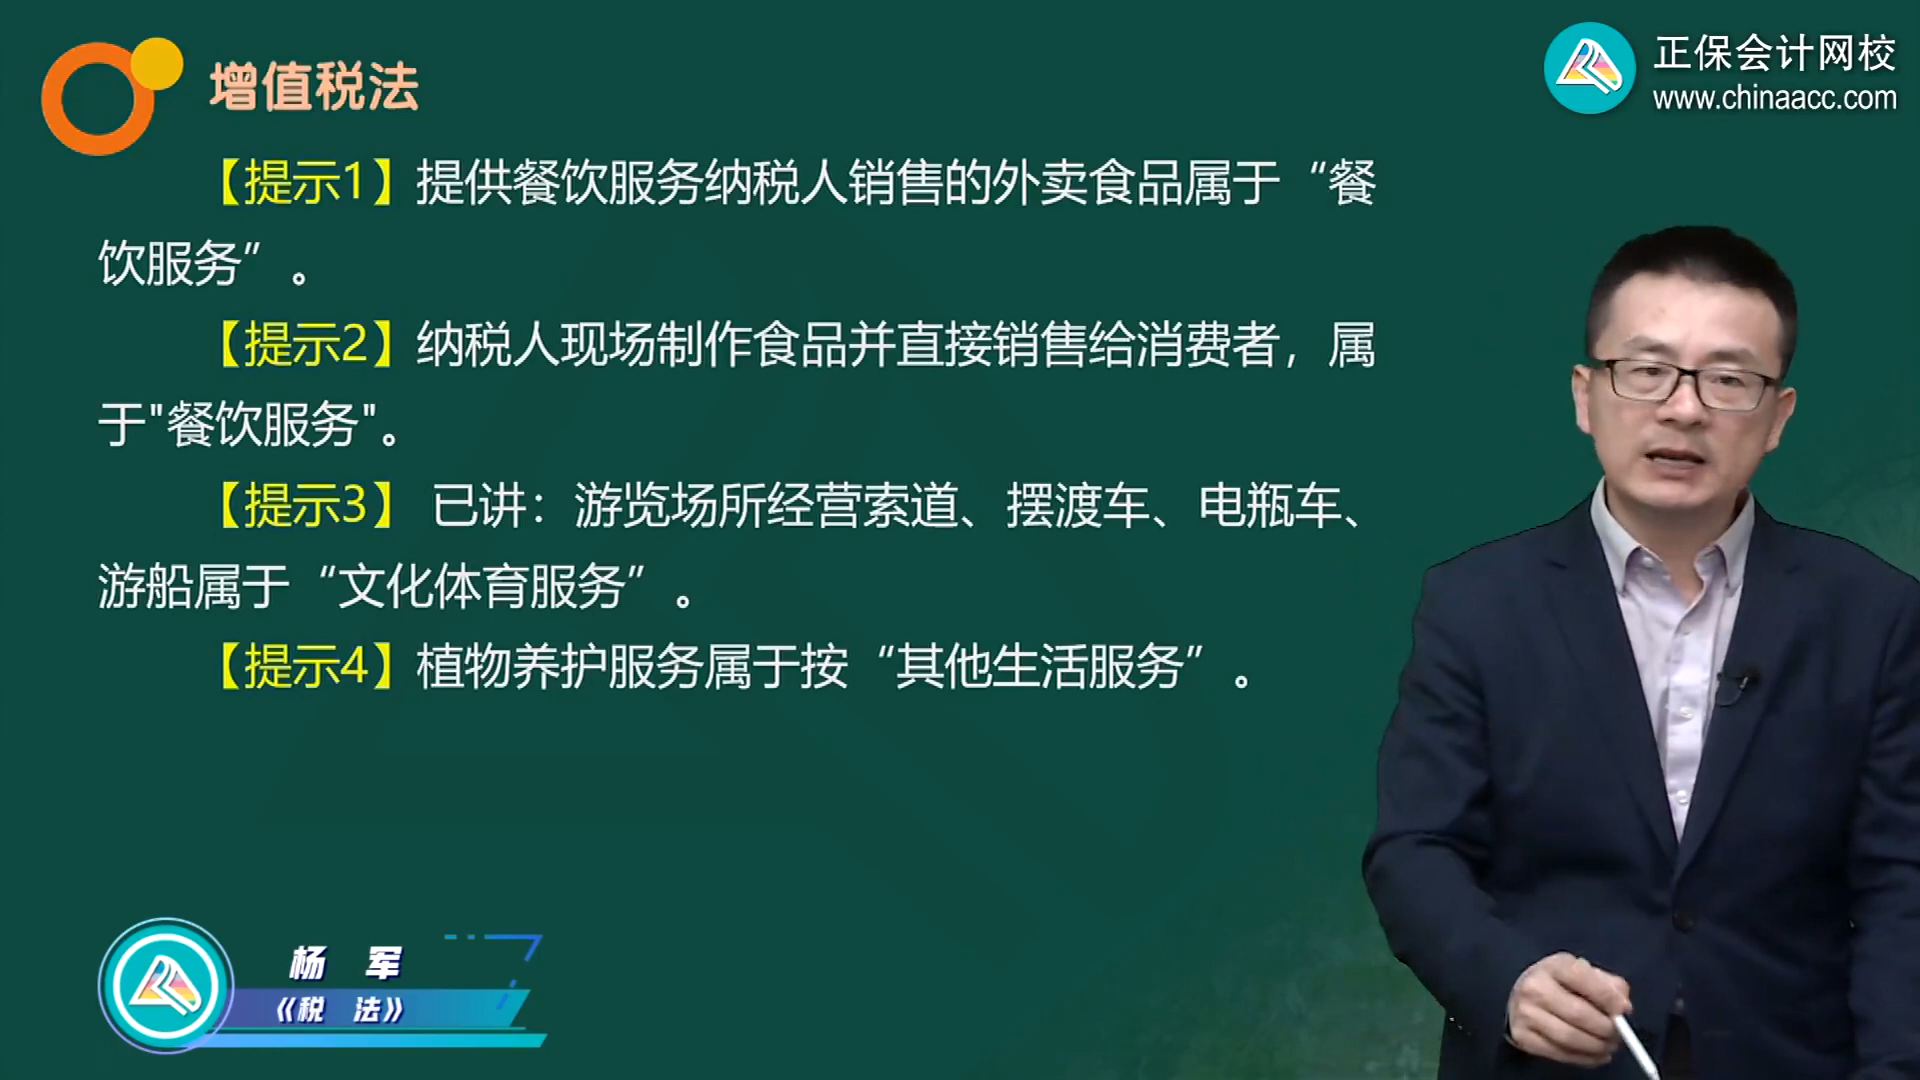 增值税法
正保会计网校
www.chinaacc.com
【提示1】提供餐饮服务纳税人销售的外卖食品属于“餐
饮服务”。
【提示2】纳税人现场制作食品并直接销售给消费者，属
于"餐饮服务"。
【提示3】 已讲：游览场所经营索道、摆渡车、电瓶车、
游船属于“文化体育服务”。
【提示4】植物养护服务属于按“其他生活服务”。
杨 军
《税 法》